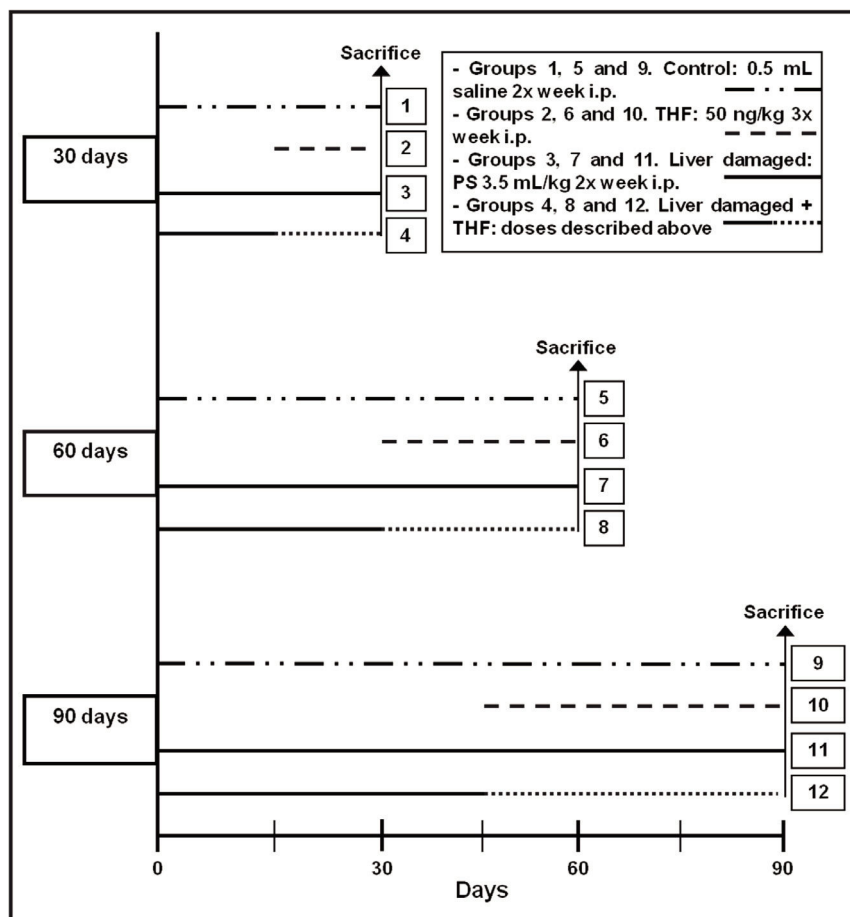 Sacrifice
- Groups 1, 5 and 9. Control: 0.5 mL
saline 2x week i.p.
- Groups 2, 6 and 10. THF: 50 ng/kg 3x
week i.p.
- Groups 3, 7 and 11. Liver damaged:
PS 3.5 mL/kg 2x week i.p.
- Groups 4, 8 and 12. Liver damaged +
THF: doses described above
30 days
1
2
3
4
Sacrifice
60 days
5
6
7
8
Sacrifice
90 days
9
10
11
12
0 30 60 90
Days